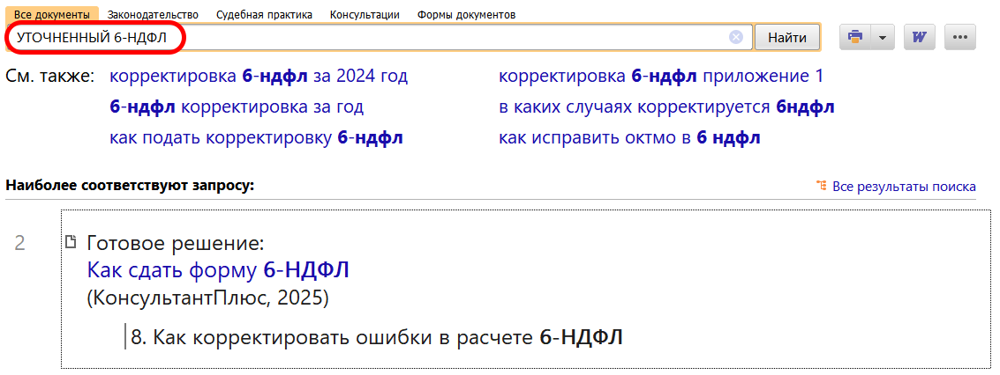 Все документы Законодательство Судебная практика Консультации Формы документов
УТОЧНЕННЫЙ 6-НДФЛ Найти W
См. также: корректировка 6-ндфл за 2024 год корректировка 6-ндфл приложение 1
6-ндфл корректировка за год в каких случаях корректируется 6ндфл
как подать корректировку 6-ндфл как исправить октмо в 6 ндфл
Наиболее соответствуют запросу: Все результаты поиска
2 Готовое решение:
Как сдать форму 6-НДФЛ
(КонсультантПлюс, 2025)
8. Как корректировать ошибки в расчете 6-НДФЛ